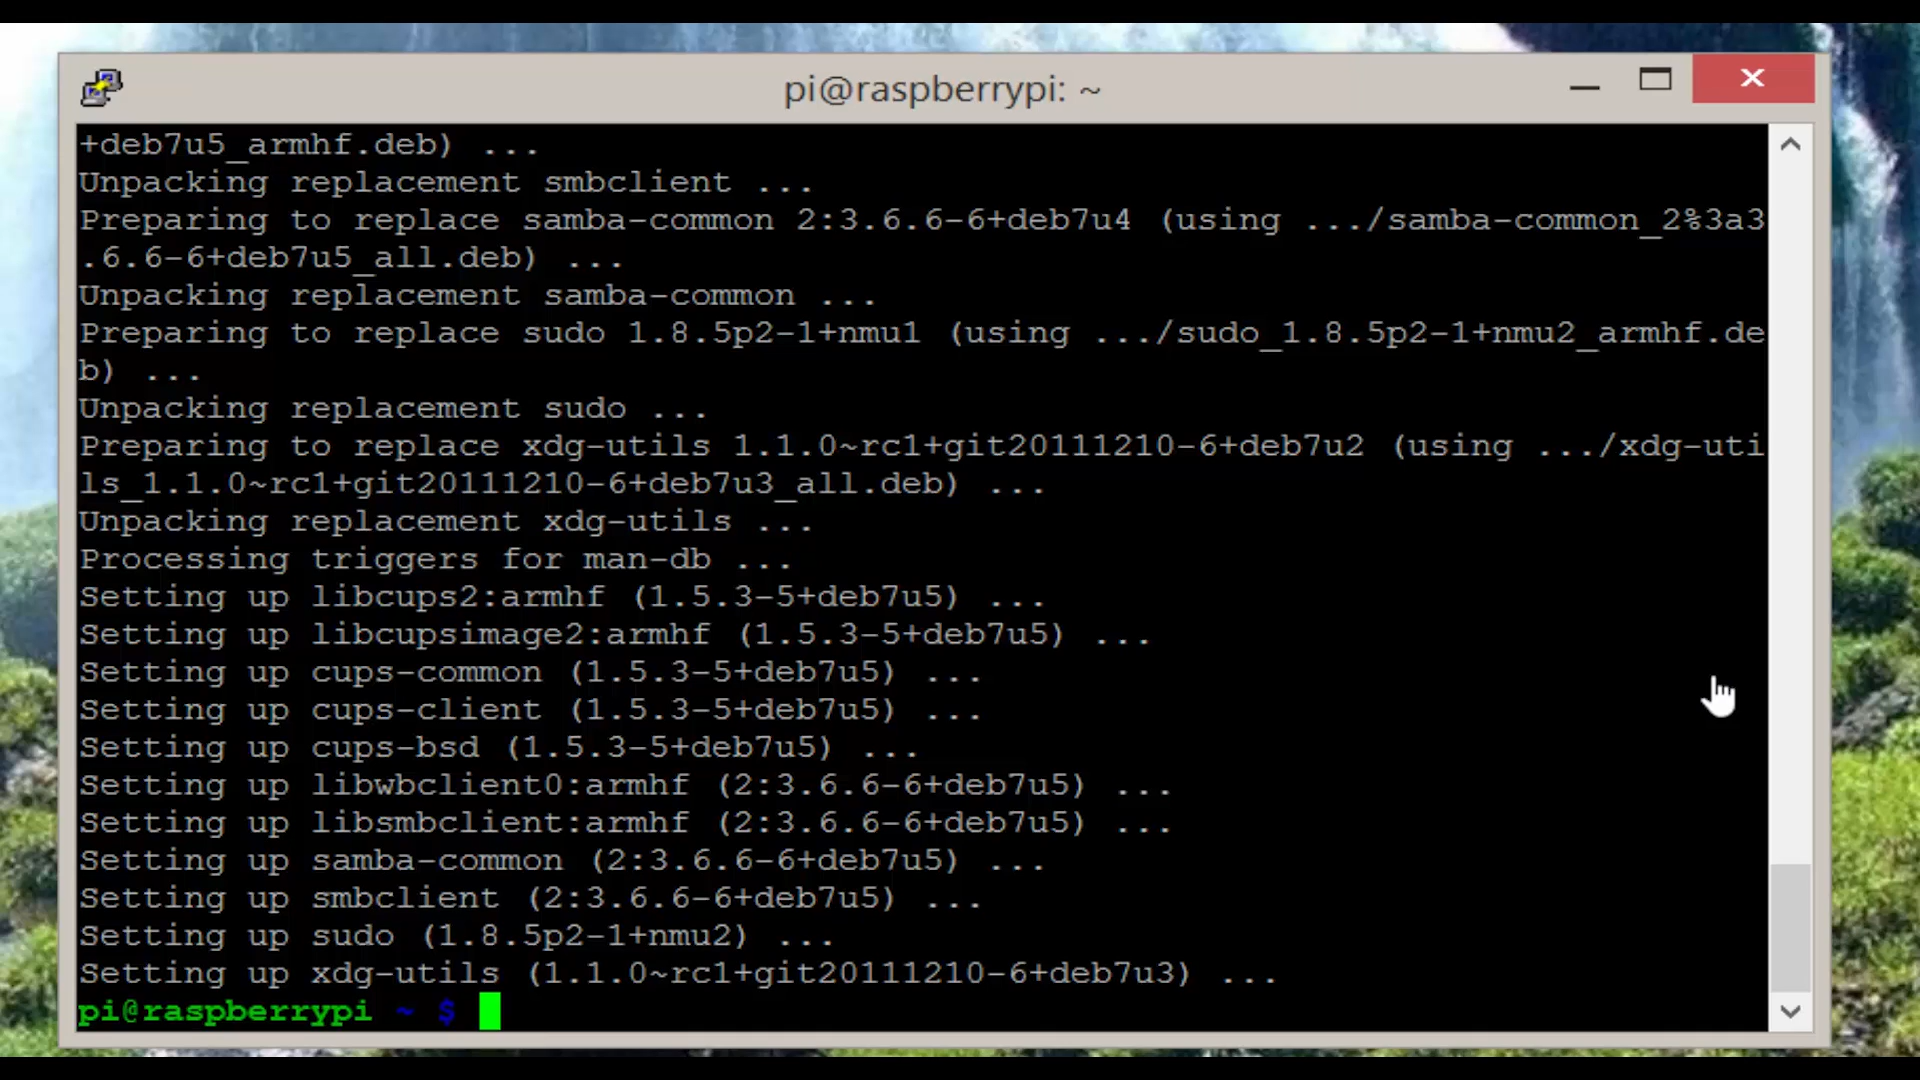 pi@raspberrypi: ~
+deb7u5_armhf.deb) ...
Unpacking replacement smbclient ...
Preparing to replace samba-common 2:3.6.6-6+deb7u4 (using .../samba-common_2%3a3
.6.6-6+deb7u5_all.deb) ...
Unpacking replacement samba-common ...
Preparing to replace sudo 1.8.5p2-1+nmu1 (using .../sudo_1.8.5p2-1+nmu2_armhf.de
b) ...
Unpacking replacement sudo ...
Preparing to replace xdg-utils 1.1.0~rc1+git20111210-6+deb7u2 (using .../xdg-uti
ls_1.1.0~rc1+git20111210-6+deb7u3_all.deb) ...
Unpacking replacement xdg-utils ...
Processing triggers for man-db ...
Setting up libcups2:armhf (1.5.3-5+deb7u5) ...
Setting up libcupsimage2:armhf (1.5.3-5+deb7u5) ...
Setting up cups-common (1.5.3-5+deb7u5) ...
Setting up cups-client (1.5.3-5+deb7u5) ...
Setting up cups-bsd (1.5.3-5+deb7u5) ...
Setting up libwbclient0:armhf (2:3.6.6-6+deb7u5) ...
Setting up libsmbclient:armhf (2:3.6.6-6+deb7u5) ...
Setting up samba-common (2:3.6.6-6+deb7u5) ...
Setting up smbclient (2:3.6.6-6+deb7u5) ...
Setting up sudo (1.8.5p2-1+nmu2) ...
Setting up xdg-utils (1.1.0~rc1+git20111210-6+deb7u3) ...
pi@raspberrypi ~ $